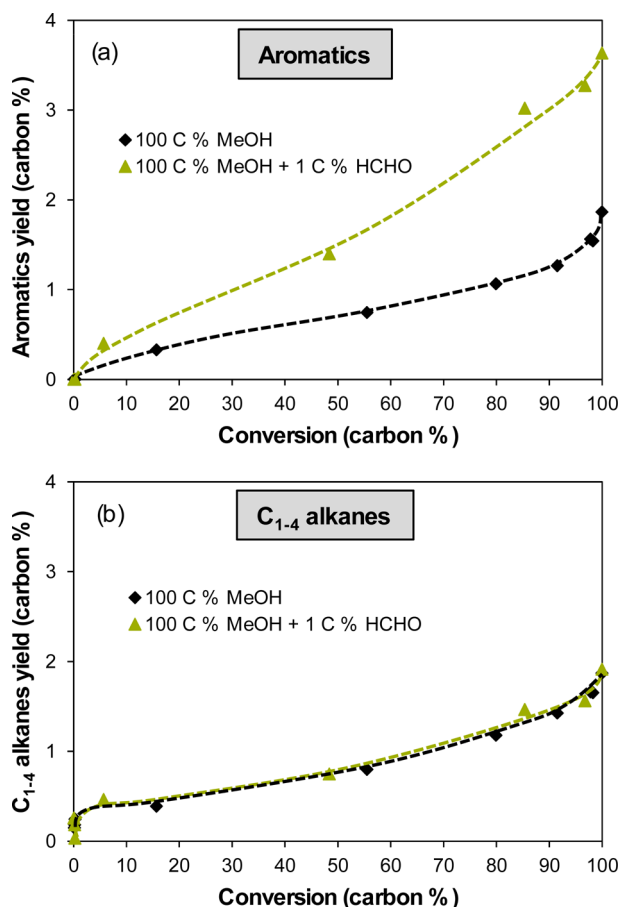 (a)
Aromatics
100 C % MeOH
100 C % MeOH + 1 C % HCHO
Aromatics yield (carbon %)
4
3
2
1
0
0 10 20 30 40 50 60 70 80 90 100
Conversion (carbon %)
(b)
C1-4 alkanes
100 C % MeOH
100 C % MeOH + 1 C % HCHO
C1-4 alkanes yield (carbon %)
4
3
2
1
0
0 10 20 30 40 50 60 70 80 90 100
Conversion (carbon %)